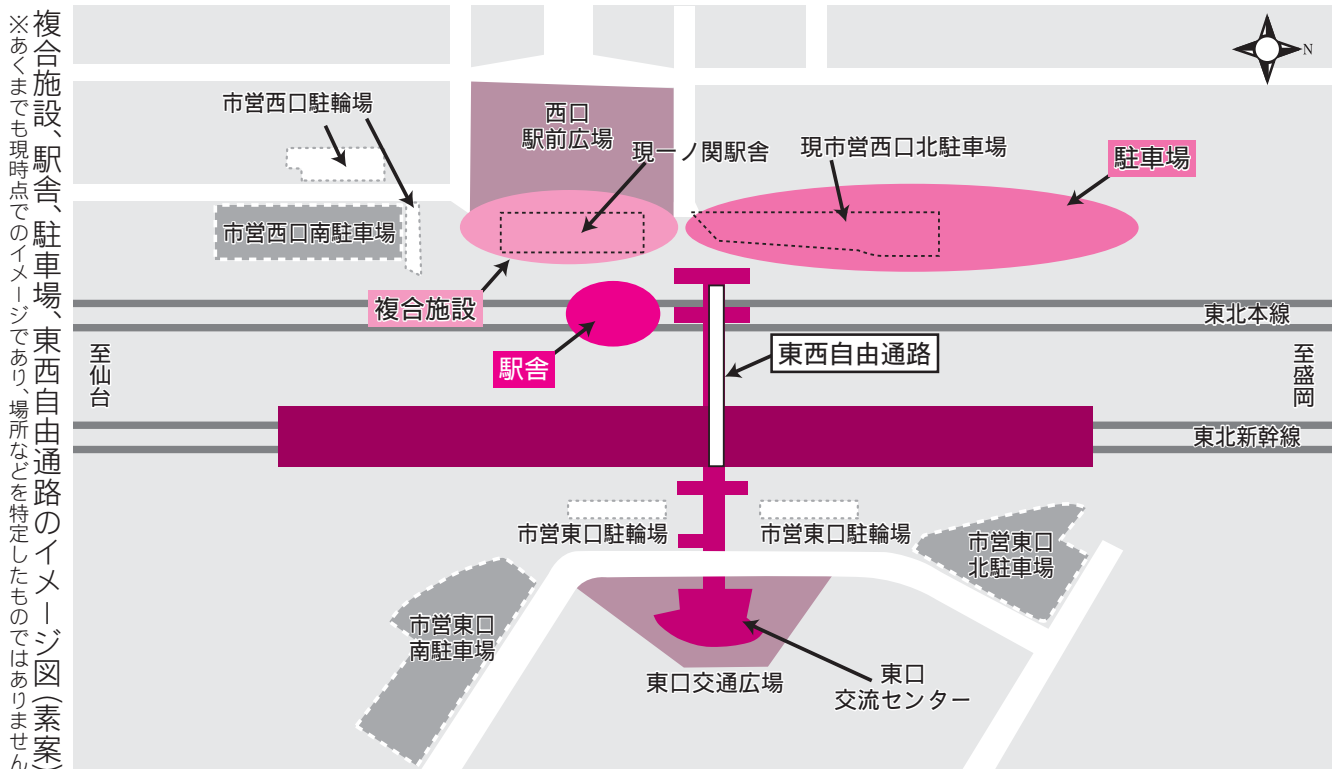 複合施設、駅舎、駐車場、東西自由通路のイメージ図(素案)
※あくまでも現時点でのイメージであり、場所などを特定したものではありません
N
市営西口駐輪場
西口
駅前広場
現一ノ関駅舎
現市営西口北駐車場
駐車場
市営西口南駐車場
複合施設
東北本線
駅舎
東西自由通路
至仙台
至盛岡
東北新幹線
市営東口駐輪場
市営東口駐輪場
市営東口
北駐車場
市営東口
南駐車場
東口交通広場
東口
交流センター